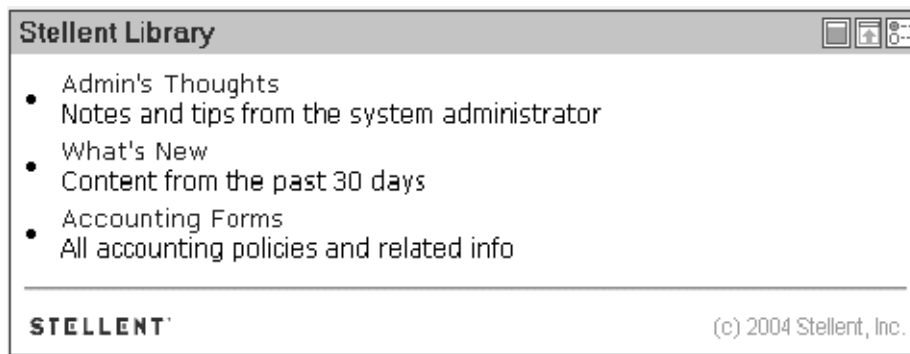 Stellent Library
Admin's Thoughts
Notes and tips from the system administrator
What's New
Content from the past 30 days
Accounting Forms
All accounting policies and related info
STELLENT
(c) 2004 Stellent, Inc.